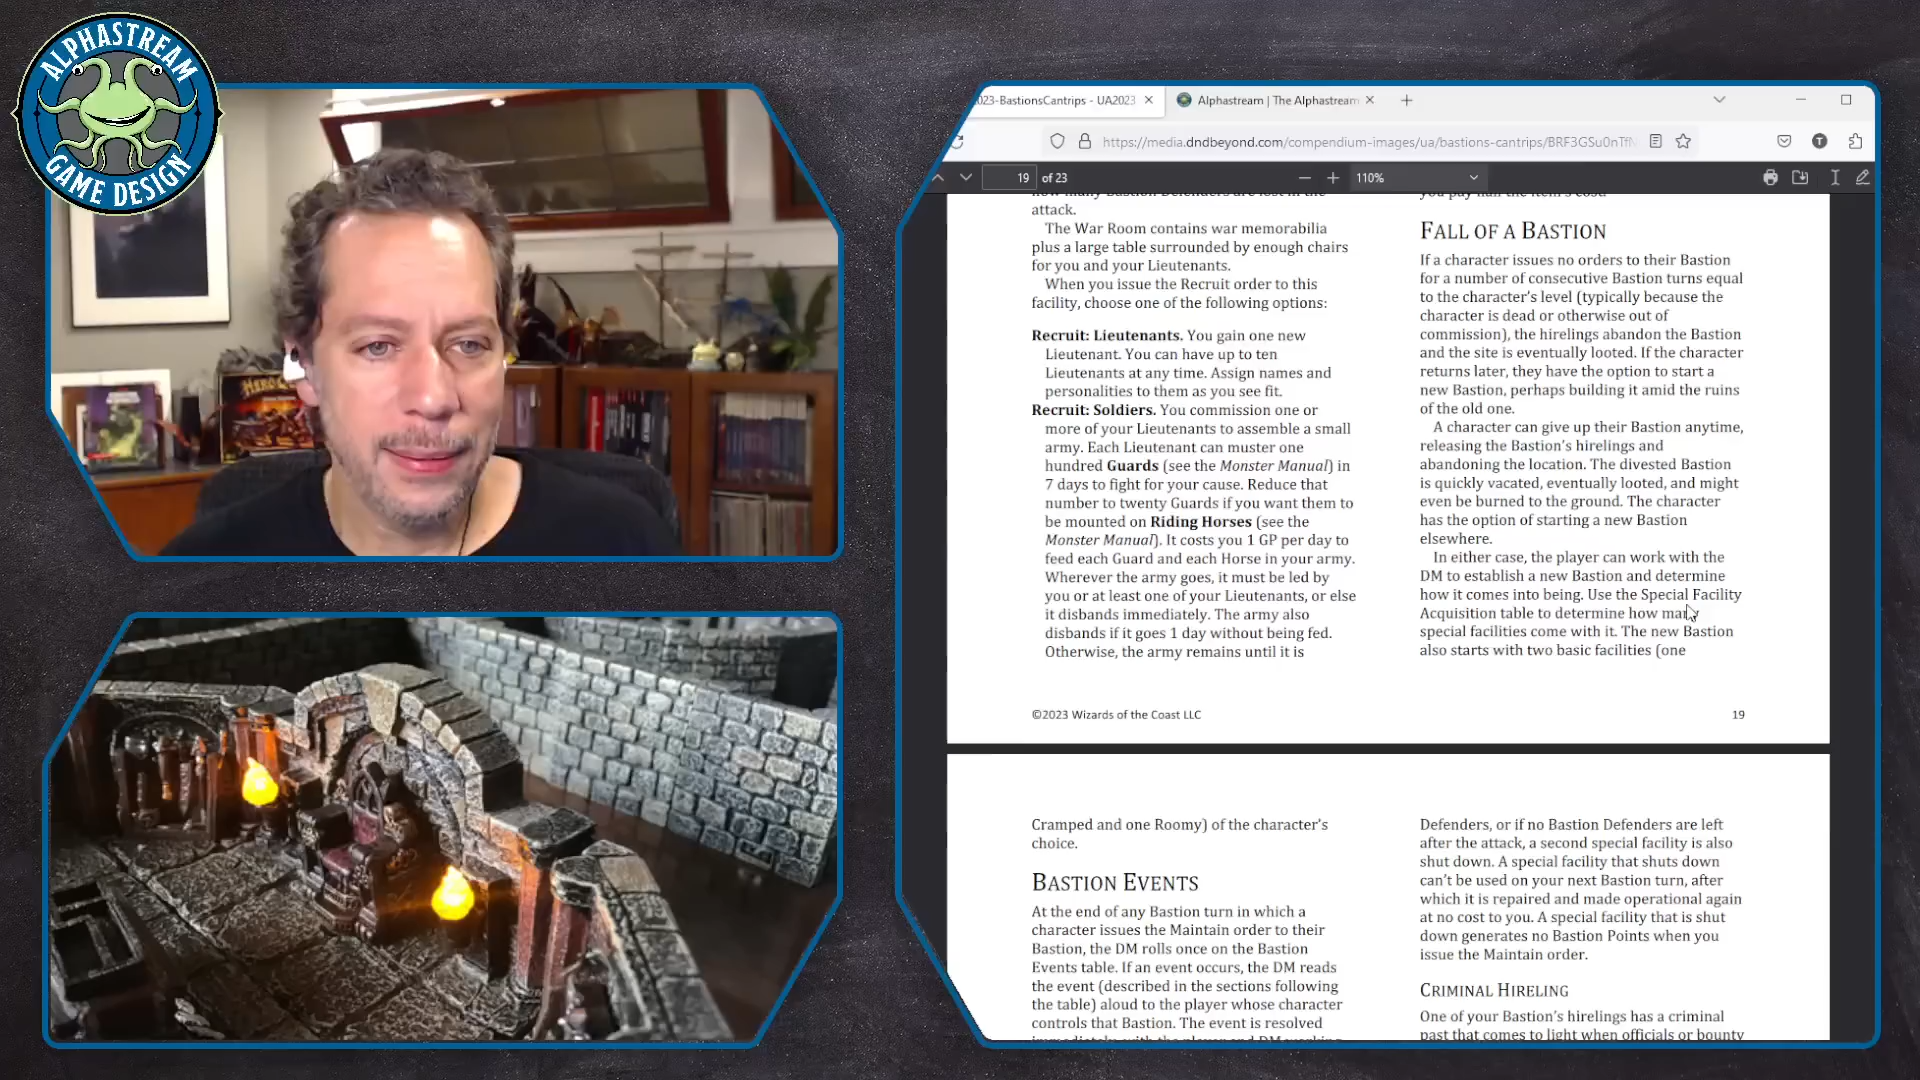 ALPHASTREAM
GAME DESIGN
HEROQUEST
023-BastionsCantrips - UA2023
Alphastream | The Alphastream
https://media.dndbeyond.com/compendium-images/ua/bastions-cantrips/BRF3GSu0nTfN
19 of 23
110%
attack.
The War Room contains war memorabilia
plus a large table surrounded by enough chairs
for you and your Lieutenants.
When you issue the Recruit order to this
facility, choose one of the following options:
Recruit: Lieutenants. You gain one new
Lieutenant. You can have up to ten
Lieutenants at any time. Assign names and
personalities to them as you see fit.
Recruit: Soldiers. You commission one or
more of your Lieutenants to assemble a small
army. Each Lieutenant can muster one
hundred Guards (see the Monster Manual) in
7 days to fight for your cause. Reduce that
number to twenty Guards if you want them to
be mounted on Riding Horses (see the
Monster Manual). It costs you 1 GP per day to
feed each Guard and each Horse in your army.
Wherever the army goes, it must be led by
you or at least one of your Lieutenants, or else
it disbands immediately. The army also
disbands if it goes 1 day without being fed.
Otherwise, the army remains until it is
FALL OF A BASTION
If a character issues no orders to their Bastion
for a number of consecutive Bastion turns equal
to the character's level (typically because the
character is dead or otherwise out of
commission), the hirelings abandon the Bastion
and the site is eventually looted. If the character
returns later, they have the option to start a
new Bastion, perhaps building it amid the ruins
of the old one.
A character can give up their Bastion anytime,
releasing the Bastion's hirelings and
abandoning the location. The divested Bastion
is quickly vacated, eventually looted, and might
even be burned to the ground. The character
has the option of starting a new Bastion
elsewhere.
In either case, the player can work with the
DM to establish a new Bastion and determine
how it comes into being. Use the Special Facility
Acquisition table to determine how many
special facilities come with it. The new Bastion
also starts with two basic facilities (one
©2023 Wizards of the Coast LLC
19
Cramped and one Roomy) of the character's
choice.
BASTION EVENTS
At the end of any Bastion turn in which a
character issues the Maintain order to their
Bastion, the DM rolls once on the Bastion
Events table. If an event occurs, the DM reads
the event (described in the sections following
the table) aloud to the player whose character
controls that Bastion. The event is resolved
Defenders, or if no Bastion Defenders are left
after the attack, a second special facility is also
shut down. A special facility that shuts down
can't be used on your next Bastion turn, after
which it is repaired and made operational again
at no cost to you. A special facility that is shut
down generates no Bastion Points when you
issue the Maintain order.
CRIMINAL HIRELING
One of your Bastion's hirelings has a criminal
past that comes to light when officials or bounty